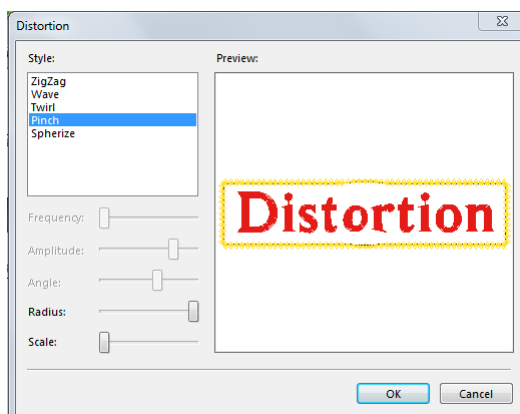 Distortion
Style:
ZigZag
Wave
Twirl
Pinch
Spherize
Frequency:
Amplitude:
Angle:
Radius:
Scale:
Preview:
Distortion
OK
Cancel